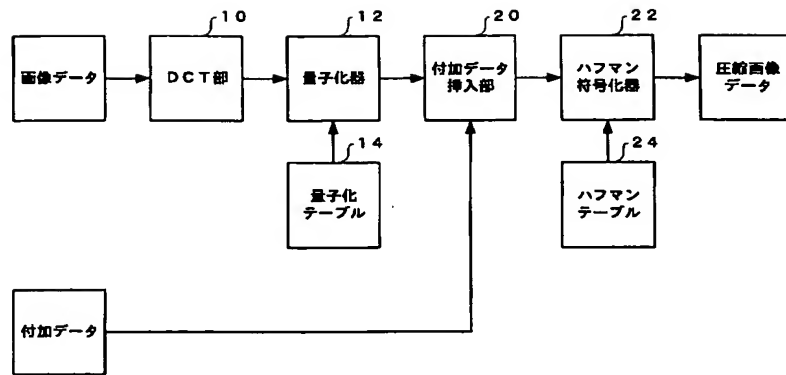 10
12
20
22
画像データ
DCT部
量子化器
付加データ
挿入部
ハフマン
符号化器
圧縮画像
データ
14
24
量子化
テーブル
ハフマン
テーブル
付加データ